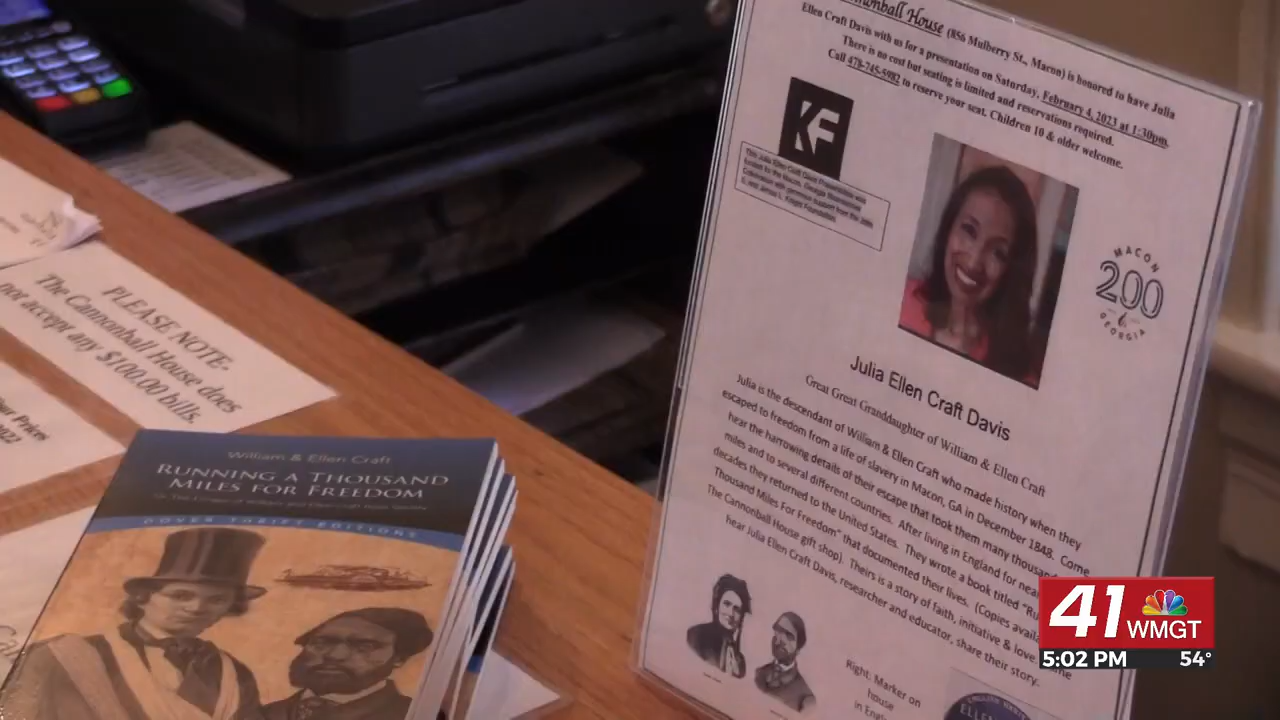 Cannonball House (856 Mulberry St., Macon) is honored to have Julia
Ellen Craft Davis with us for a presentation on Saturday, February 4, 2023 at 1:30pm.
There is no cost but seating is limited and reservations required.
Call 478-745-5982 to reserve your seat. Children 10 & older welcome.
KF
MACON
200
GEORGIA
Julia Ellen Craft Davis
Great Great Granddaughter of William & Ellen Craft
Julia is the descendant of William & Ellen Craft who made history when they
escaped to freedom from a life of slavery in Macon, GA in December 1848. Come
hear the harrowing details of their escape that took them many thousand
miles and to several different countries. After living in England for near
decades they returned to the United States. They wrote a book titled "Ru
Thousand Miles For Freedom" that documented their lives. (Copies avail
The Cannonball House gift shop). Theirs is a story of faith, initiative & love.
hear Julia Ellen Craft Davis, researcher and educator, share their story.
Right: Marker on
house
in Engl
ELLEN
PLEASE NOTE-
The Cannonball House does
not accept any $100.00 bills.
our Prices
William & Ellen Craft
RUNNING A THOUSAND
MILES FOR FREEDOM
DOVER THRIFT EDITIONS
41
WMGT
5:02 PM 54°